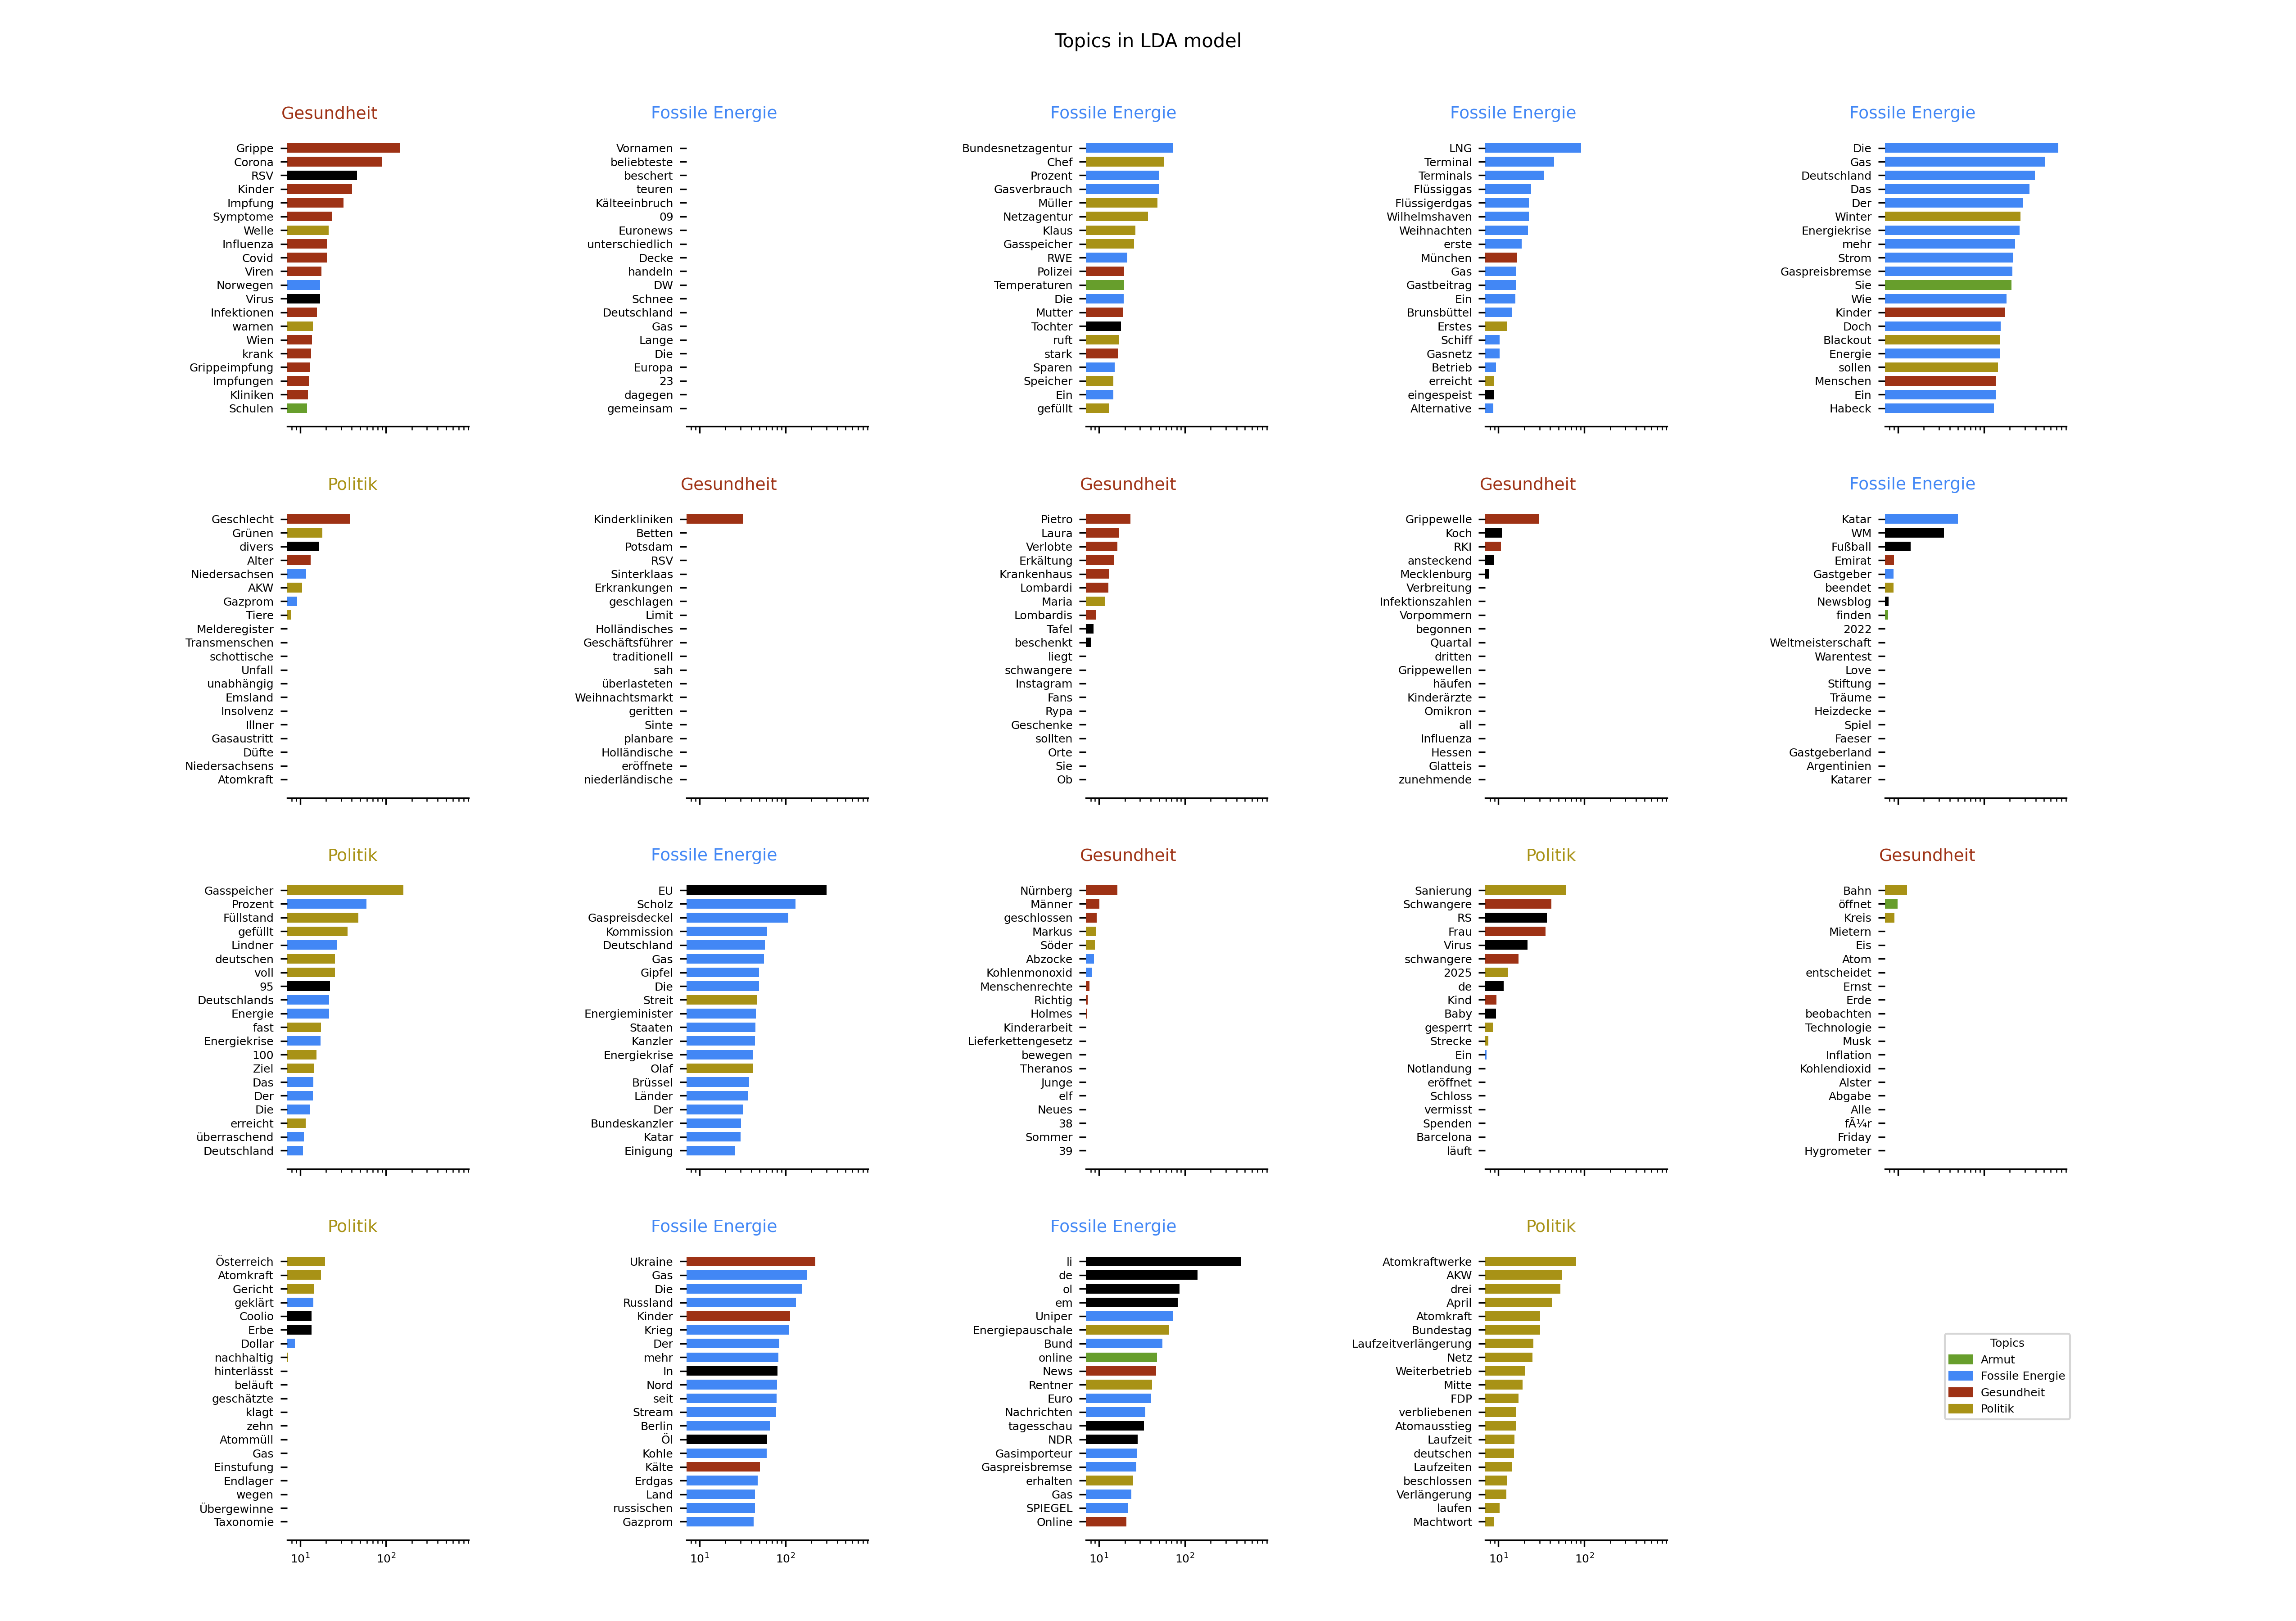 Topics in LDA model
Gesundheit
Grippe
Corona
RSV
Kinder
Impfung
Symptome
Welle
Influenza
Covid
Viren
Norwegen
Virus
Infektionen
warnen
Wien
krank
Grippeimpfung
Impfungen
Kliniken
Schulen
Fossile Energie
Vornamen
beliebteste
beschert
teuren
Kälteeinbruch
09
Euronews
unterschiedlich
Decke
handeln
DW
Schnee
Deutschland
Gas
Lange
Die
Europa
23
dagegen
gemeinsam
Fossile Energie
Bundesnetzagentur
Chef
Prozent
Gasverbrauch
Müller
Netzagentur
Klaus
Gasspeicher
RWE
Polizei
Temperaturen
Die
Mutter
Tochter
ruft
stark
Sparen
Speicher
Ein
gefüllt
Fossile Energie
LNG
Terminal
Terminals
Flüssiggas
Flüssigerdgas
Wilhelmshaven
Weihnachten
erste
München
Gas
Gastbeitrag
Ein
Brunsbüttel
Erstes
Schiff
Gasnetz
Betrieb
erreicht
eingespeist
Alternative
Fossile Energie
Die
Gas
Deutschland
Das
Der
Winter
Energiekrise
mehr
Strom
Gaspreisbremse
Sie
Wie
Kinder
Doch
Blackout
Energie
sollen
Menschen
Ein
Habeck
Politik
Geschlecht
Grünen
divers
Alter
Niedersachsen
AKW
Gazprom
Tiere
Melderegister
Transmenschen
schottische
Unfall
unabhängig
Emsland
Insolvenz
Illner
Gasaustritt
Düfte
Niedersachsens
Atomkraft
Gesundheit
Kinderkliniken
Betten
Potsdam
RSV
Sinterklaas
Erkrankungen
geschlagen
Limit
Holländisches
Geschäftsführer
traditionell
sah
überlasteten
Weihnachtsmarkt
geritten
Sinte
planbare
Holländische
eröffnete
niederländische
Gesundheit
Pietro
Laura
Verlobte
Erkältung
Krankenhaus
Lombardi
Maria
Lombardis
Tafel
beschenkt
liegt
schwangere
Instagram
Fans
Rypa
Geschenke
sollten
Orte
Sie
Ob
Gesundheit
Grippewelle
Koch
RKI
ansteckend
Mecklenburg
Verbreitung
Infektionszahlen
Vorpommern
begonnen
Quartal
dritten
Grippewellen
häufen
Kinderärzte
Omikron
all
Influenza
Hessen
Glatteis
zunehmende
Fossile Energie
Katar
WM
Fußball
Emirat
Gastgeber
beendet
Newsblog
finden
2022
Weltmeisterschaft
Warentest
Love
Stiftung
Träume
Heizdecke
Spiel
Faeser
Gastgeberland
Argentinien
Katarer
Politik
Gasspeicher
Prozent
Füllstand
gefüllt
Lindner
deutschen
voll
95
Deutschlands
Energie
fast
Energiekrise
100
Ziel
Das
Der
Die
erreicht
überraschend
Deutschland
Fossile Energie
EU
Scholz
Gaspreisdeckel
Kommission
Deutschland
Gas
Gipfel
Die
Streit
Energieminister
Staaten
Kanzler
Energiekrise
Olaf
Brüssel
Länder
Der
Bundeskanzler
Katar
Einigung
Gesundheit
Nürnberg
Männer
geschlossen
Markus
Söder
Abzocke
Kohlenmonoxid
Menschenrechte
Richtig
Holmes
Kinderarbeit
Lieferkettengesetz
bewegen
Theranos
Junge
elf
Neues
38
Sommer
39
Politik
Sanierung
Schwangere
RS
Frau
Virus
schwangere
2025
de
Kind
Baby
gesperrt
Strecke
Ein
Notlandung
eröffnet
Schloss
vermisst
Spenden
Barcelona
läuft
Gesundheit
Bahn
öffnet
Kreis
Mietern
Eis
Atom
entscheidet
Ernst
Erde
beobachten
Technologie
Musk
Inflation
Kohlendioxid
Alster
Abgabe
Alle
fÃ¼r
Friday
Hygrometer
Politik
Österreich
Atomkraft
Gericht
geklärt
Coolio
Erbe
Dollar
nachhaltig
hinterlässt
beläuft
geschätzte
klagt
zehn
Atommüll
Gas
Einstufung
Endlager
wegen
Übergewinne
Taxonomie
10¹ 10²
Fossile Energie
Ukraine
Gas
Die
Russland
Kinder
Krieg
Der
mehr
In
Nord
seit
Stream
Berlin
Öl
Kohle
Kälte
Erdgas
Land
russischen
Gazprom
10¹ 10²
Fossile Energie
li
de
ol
em
Uniper
Energiepauschale
Bund
online
News
Rentner
Euro
Nachrichten
tagesschau
NDR
Gasimporteur
Gaspreisbremse
erhalten
Gas
SPIEGEL
Online
10¹ 10²
Politik
Atomkraftwerke
AKW
drei
April
Atomkraft
Bundestag
Laufzeitverlängerung
Netz
Weiterbetrieb
Mitte
FDP
verbliebenen
Atomausstieg
Laufzeit
deutschen
Laufzeiten
beschlossen
Verlängerung
laufen
Machtwort
10¹ 10²
Topics
Armut
Fossile Energie
Gesundheit
Politik